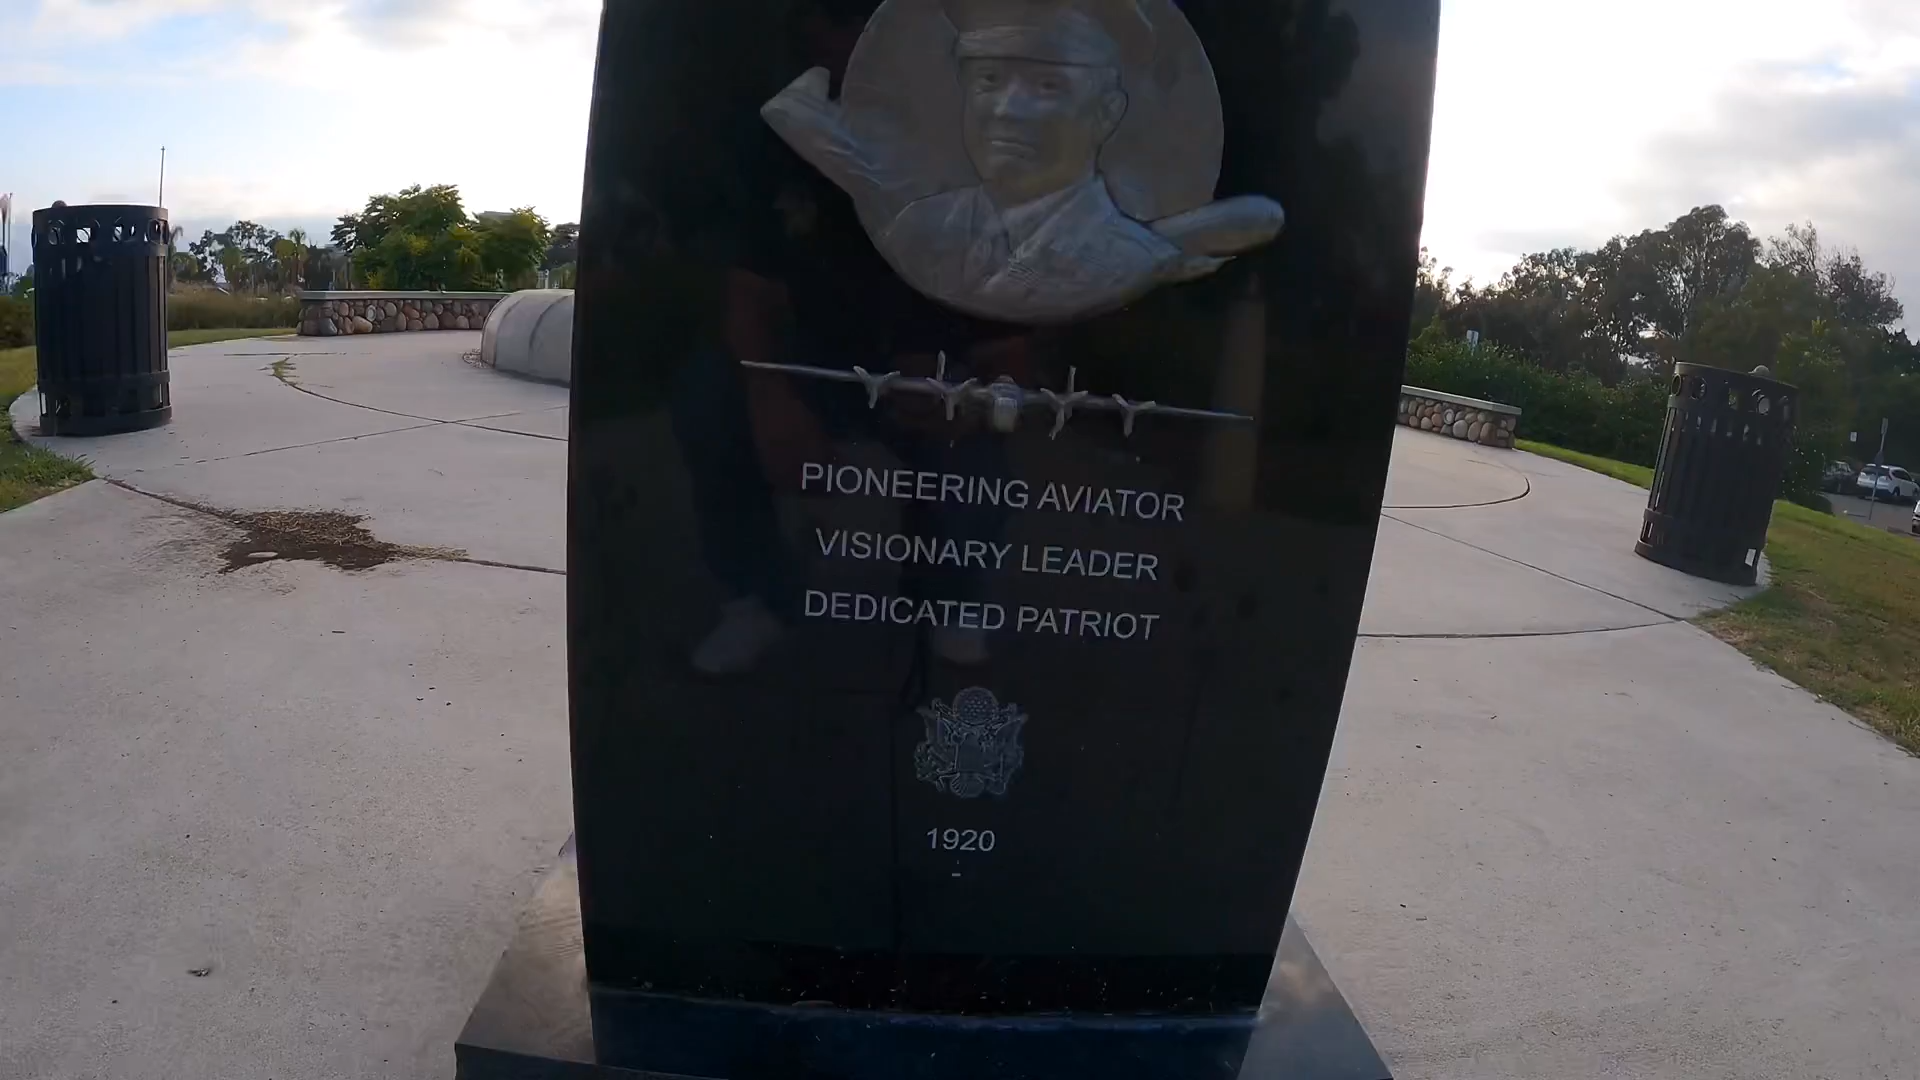 PIONEERING AVIATOR
VISIONARY LEADER
DEDICATED PATRIOT
1920
-